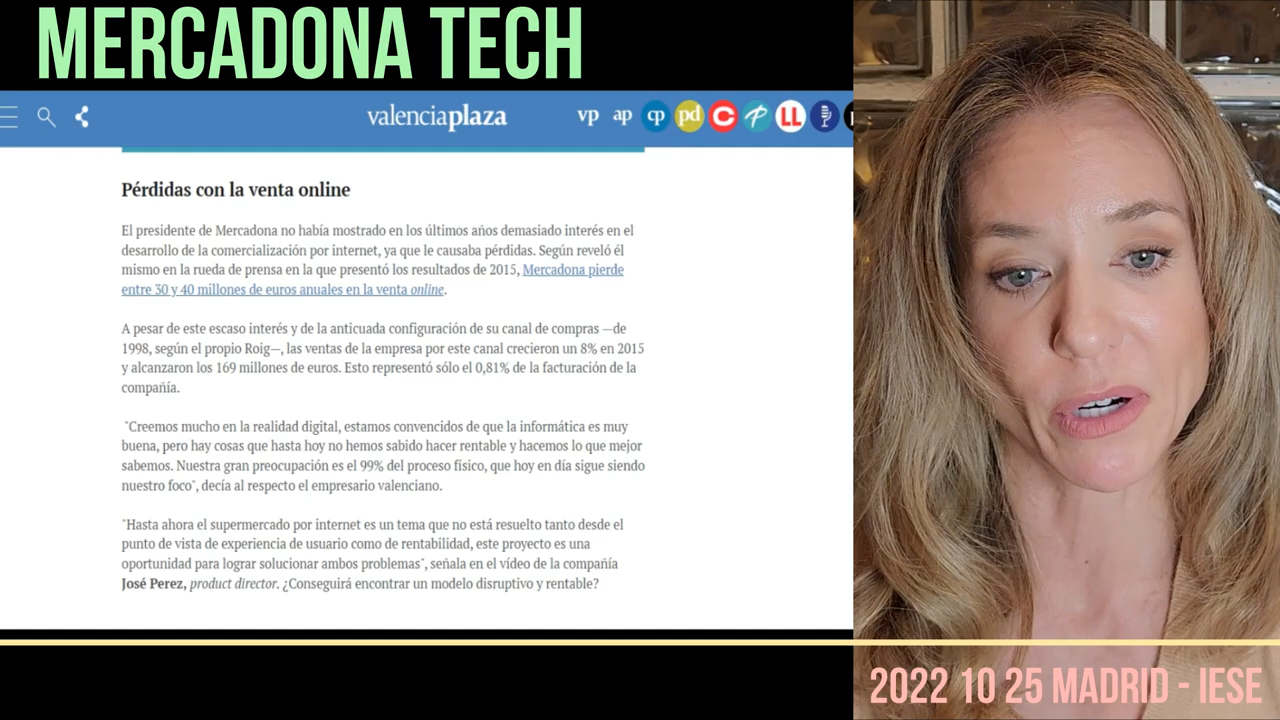 MERCADONA TECH
valenciaplaza
vp ap cp pd C P LL
Pérdidas con la venta online
El presidente de Mercadona no había mostrado en los últimos años demasiado interés en el
desarrollo de la comercialización por internet, ya que le causaba pérdidas. Según reveló él
mismo en la rueda de prensa en la que presentó los resultados de 2015, Mercadona pierde
entre 30 y 40 millones de euros anuales en la venta online.
A pesar de este escaso interés y de la anticuada configuración de su canal de compras —de
1998, según el propio Roig—, las ventas de la empresa por este canal crecieron un 8% en 2015
y alcanzaron los 169 millones de euros. Esto representó sólo el 0,81% de la facturación de la
compañía.
"Creemos mucho en la realidad digital, estamos convencidos de que la informática es muy
buena, pero hay cosas que hasta hoy no hemos sabido hacer rentable y hacemos lo que mejor
sabemos. Nuestra gran preocupación es el 99% del proceso físico, que hoy en día sigue siendo
nuestro foco", decía al respecto el empresario valenciano.
"Hasta ahora el supermercado por internet es un tema que no está resuelto tanto desde el
punto de vista de experiencia de usuario como de rentabilidad, este proyecto es una
oportunidad para lograr solucionar ambos problemas", señala en el vídeo de la compañía
José Perez, product director. ¿Conseguirá encontrar un modelo disruptivo y rentable?
2022 10 25 MADRID - IESE